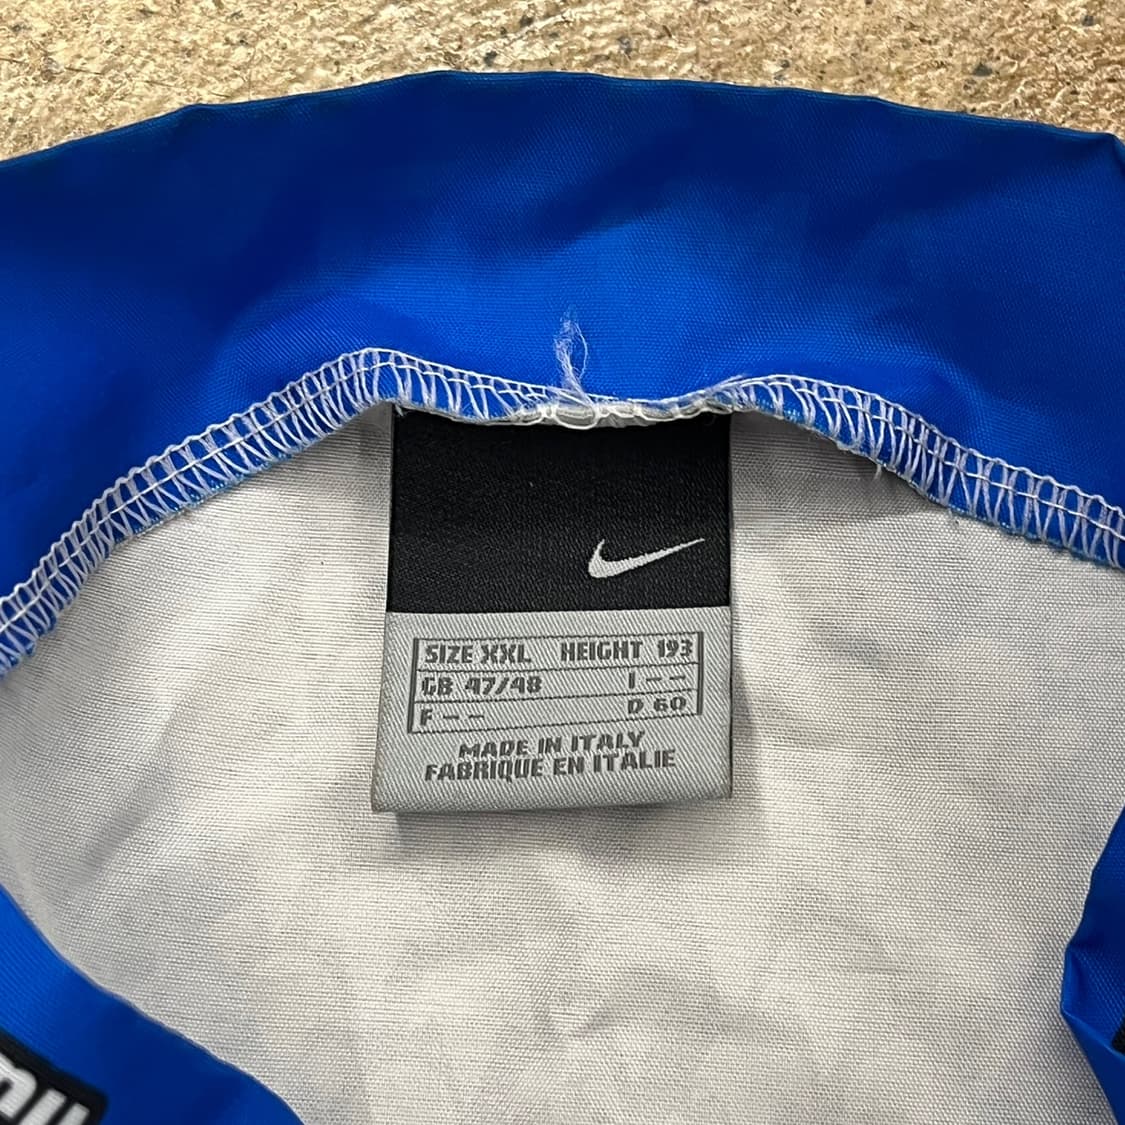 SIZE XXL HEIGHT 193
GB 47/48 I --
F -- D 60
MADE IN ITALY
FABRIQUE EN ITALIE